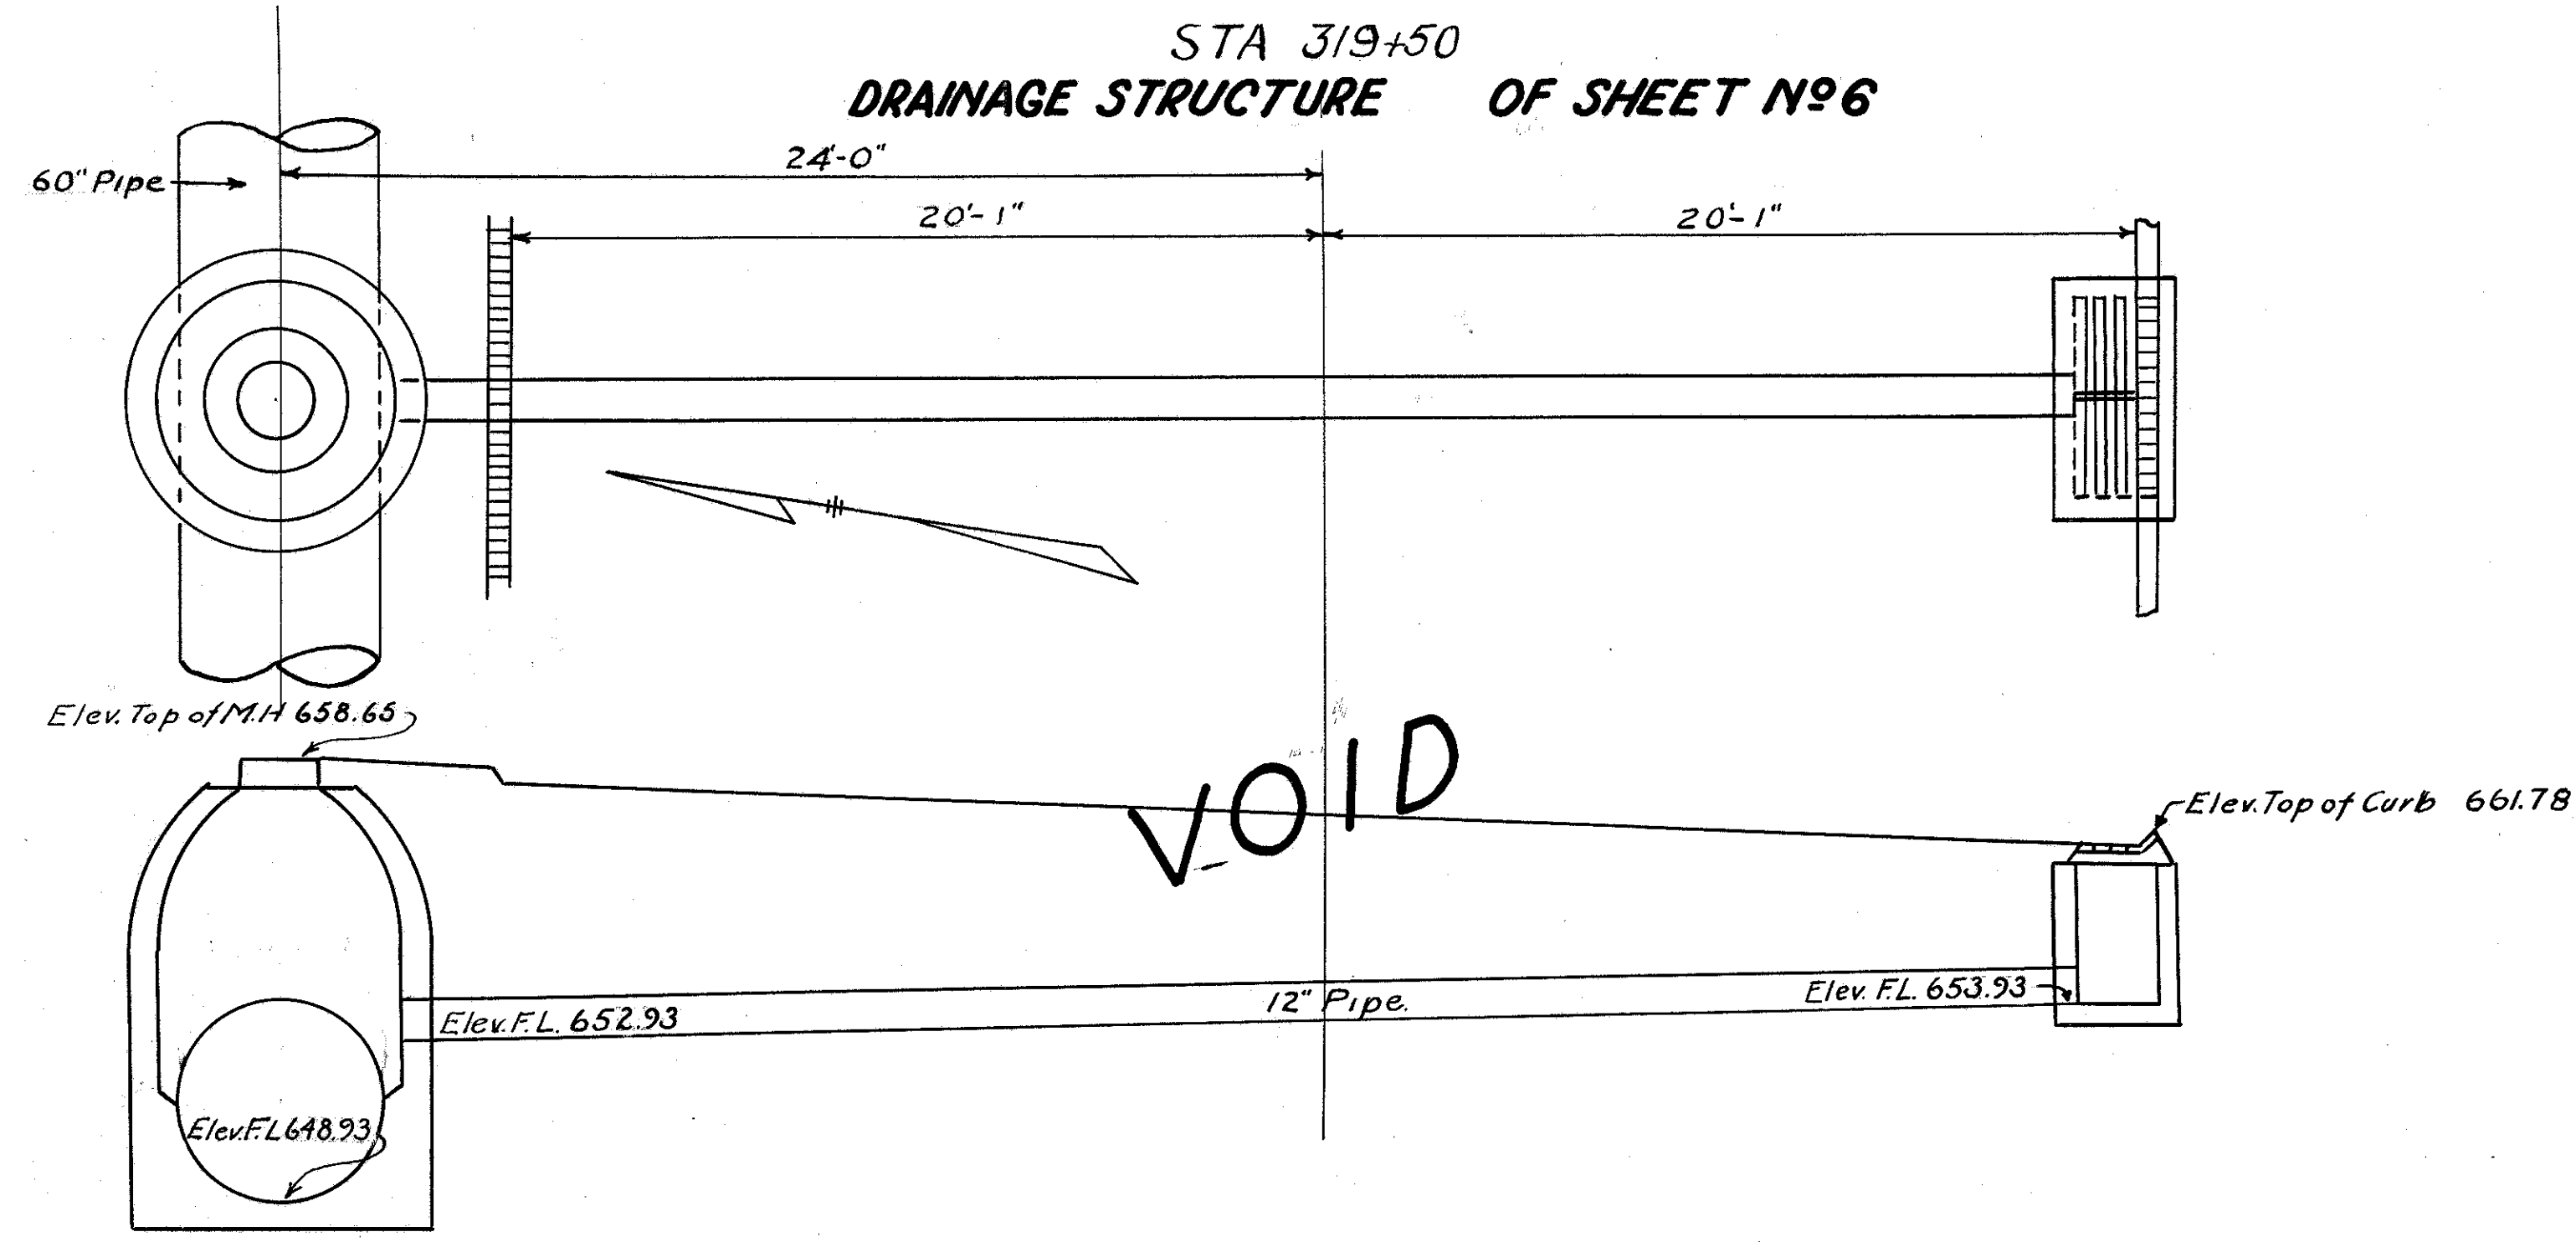 STA 319+50
DRAINAGE STRUCTURE OF SHEET Nº6
24'-0"
60" Pipe
20'-1" 20'-1"
Elev. Top of M.H 658.65
VOID
Elev. Top of Curb 661.78
Elev. F.L. 653.93
12" Pipe.
Elev. F.L. 652.93
Elev. F.L 648.93